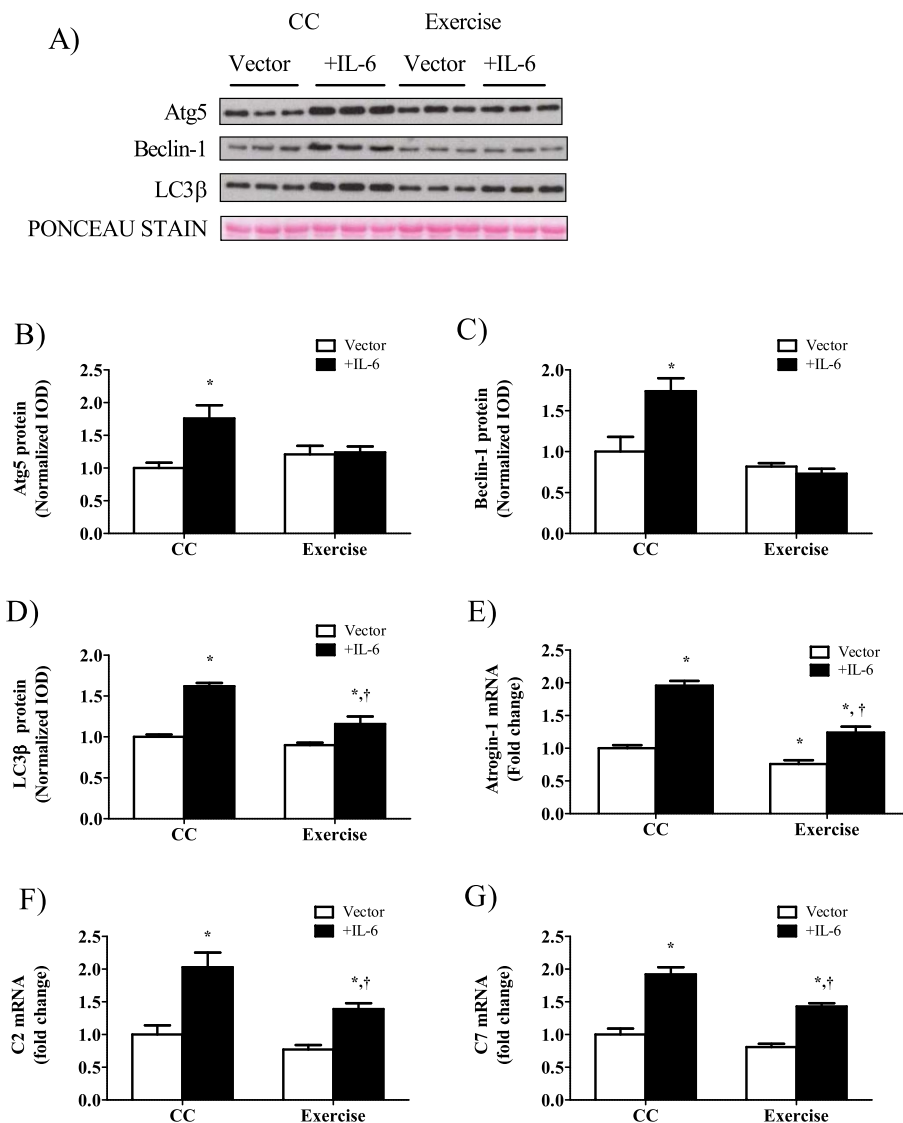 A)
CC Exercise
Vector +IL-6 Vector +IL-6
Atg5
Beclin-1
LC3β
PONCEAU STAIN
B)
Vector
+IL-6
Atg5 protein
(Normalized IOD)
2.5
2.0
1.5
1.0
0.5
0.0
*
CC Exercise
C)
Vector
+IL-6
Beclin-1 protein
(Normalized IOD)
2.0
1.5
1.0
0.5
0.0
*
CC Exercise
D)
Vector
+IL-6
LC3β protein
(Normalized IOD)
2.0
1.5
1.0
0.5
0.0
*
*,†
CC Exercise
E)
Vector
+IL-6
Atrogin-1 mRNA
(Fold change)
2.5
2.0
1.5
1.0
0.5
0.0
*
*
*, †
CC Exercise
F)
Vector
+IL-6
C2 mRNA
(fold change)
2.5
2.0
1.5
1.0
0.5
0.0
*
*,†
CC Exercise
G)
Vector
+IL-6
C7 mRNA
(fold change)
2.5
2.0
1.5
1.0
0.5
0.0
*
*,†
CC Exercise